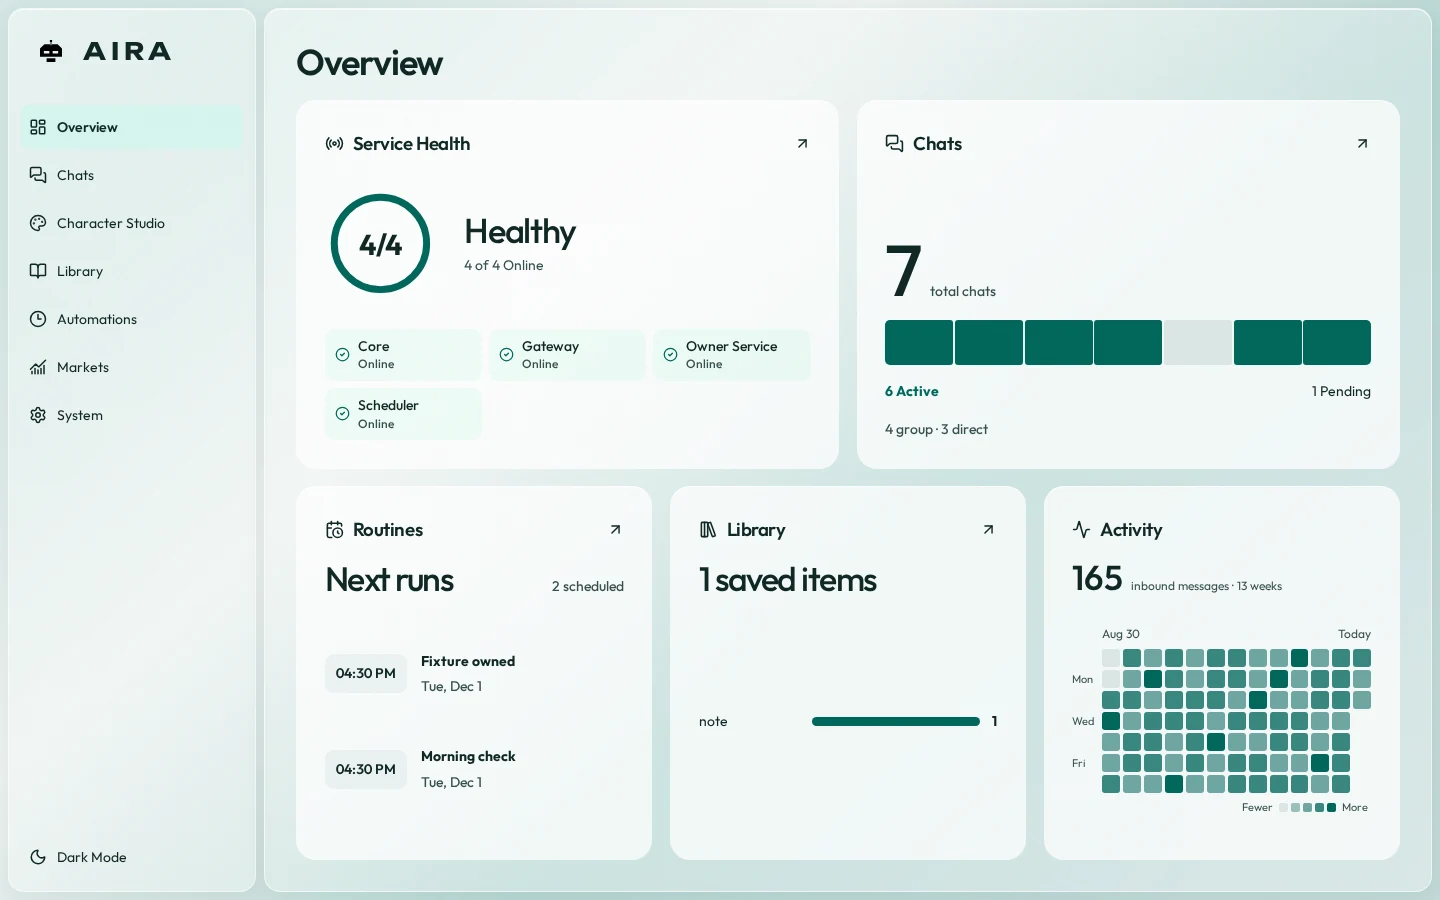 AIRA
Overview
Chats
Character Studio
Library
Automations
Markets
System
Dark Mode
Overview
Service Health
4/4
Healthy
4 of 4 Online
Core
Online
Gateway
Online
Owner Service
Online
Scheduler
Online
Chats
7 total chats
6 Active
1 Pending
4 group · 3 direct
Routines
Next runs
2 scheduled
04:30 PM
Fixture owned
Tue, Dec 1
04:30 PM
Morning check
Tue, Dec 1
Library
1 saved items
note
1
Activity
165 inbound messages · 13 weeks
Aug 30
Today
Mon
Wed
Fri
Fewer
More